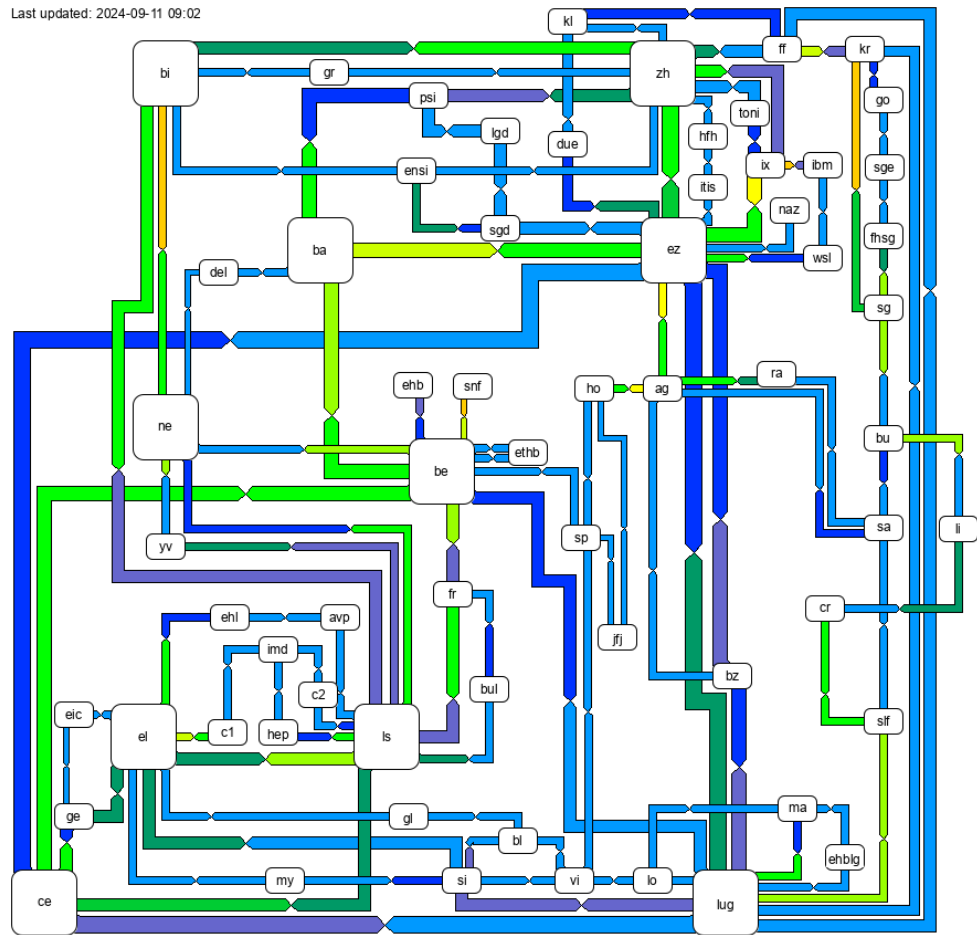 Last updated: 2024-09-11 09:02
kl
ff
kr
bi
zh
gr
psi
go
toni
lgd
hfh
due
sge
ensi
ix
ibm
itis
naz
sgd
ba
ez
fhsg
wsl
del
sg
ra
ehb
snf
ho
ag
ne
bu
ethb
be
sa
li
sp
yv
fr
cr
ehl
avp
jfj
imd
bz
c2
bul
eic
slf
c1
hep
el
ls
ge
gl
ma
bl
ehblg
my
si
vi
lo
ce
lug